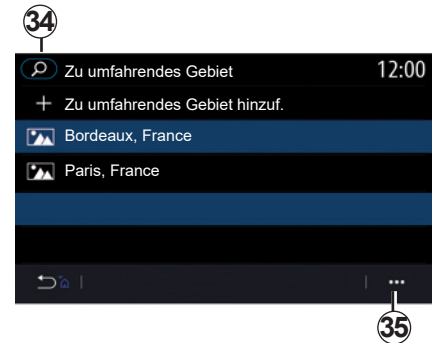 34
Zu umfahrendes Gebiet 12:00
Zu umfahrendes Gebiet hinzuf.
Bordeaux, France
Paris, France
35